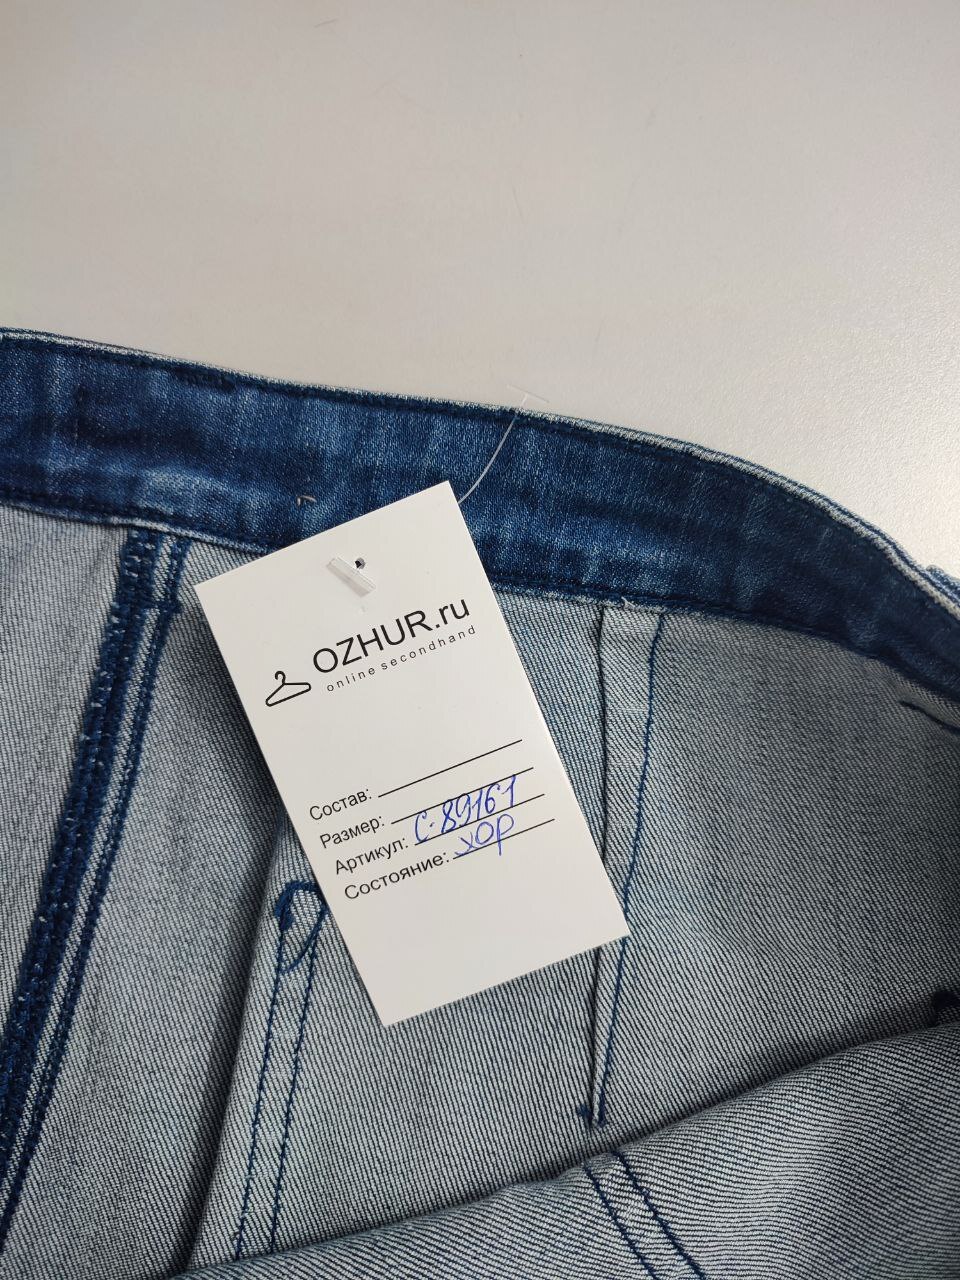 OZHUR.ru
online secondhand
Состав:
Размер:
Артикул: С-89161
Состояние: хор